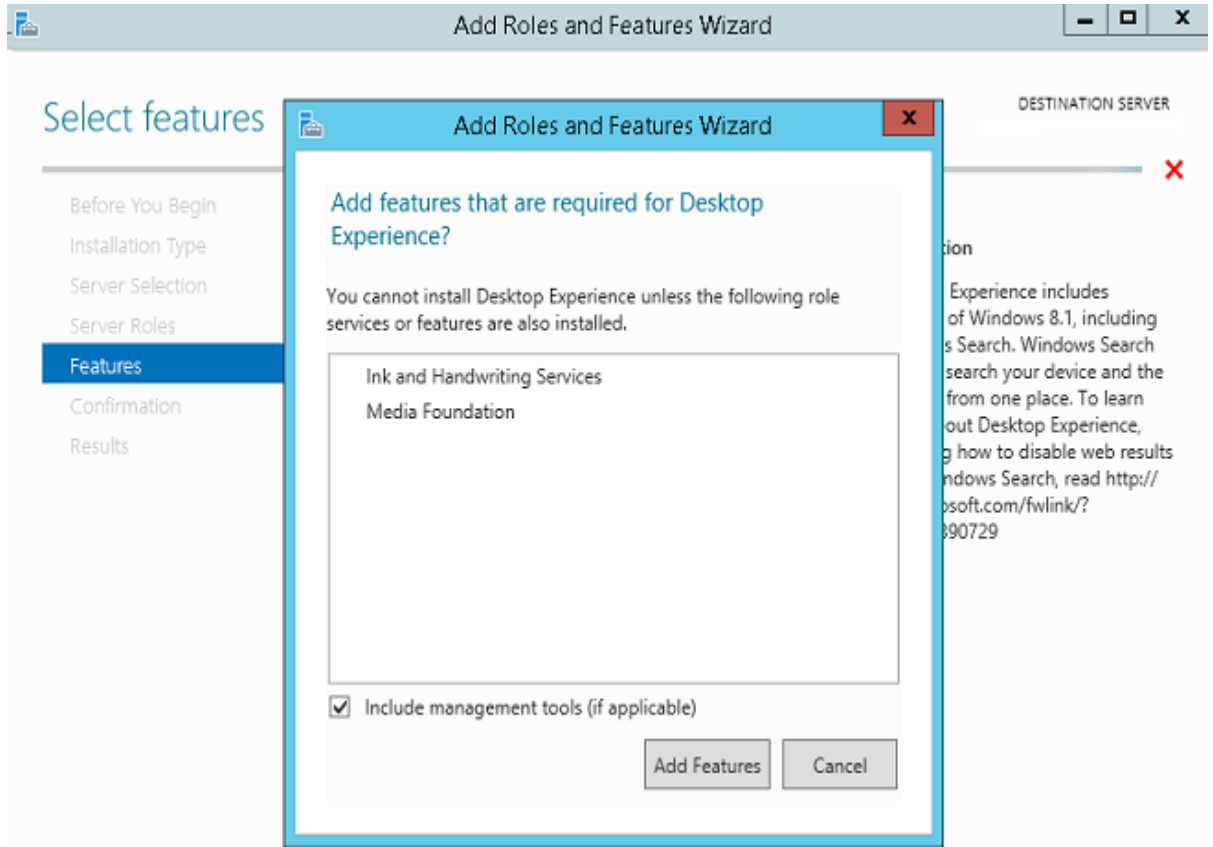 Add Roles and Features Wizard
Select features
DESTINATION SERVER
Before You Begin
Installation Type
Server Selection
Server Roles
Features
Confirmation
Results
Add Roles and Features Wizard
Add features that are required for Desktop
Experience?
You cannot install Desktop Experience unless the following role
services or features are also installed.
Ink and Handwriting Services
Media Foundation
Include management tools (if applicable)
Add Features
Cancel
tion
Experience includes
of Windows 8.1, including
s Search. Windows Search
search your device and the
from one place. To learn
out Desktop Experience,
g how to disable web results
ndows Search, read http://
osoft.com/fwlink/?
390729